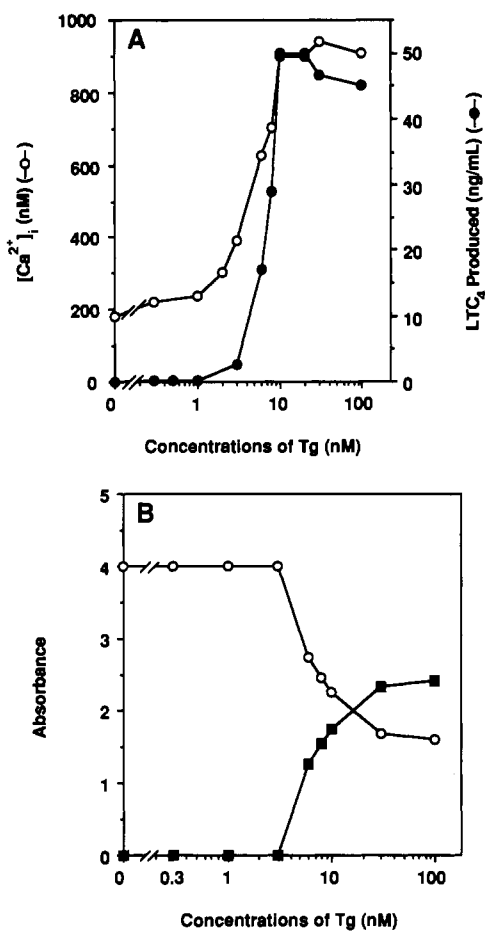 A
1000
800
600
400
200
0
[Ca2+]i (nM) (-o-)
50
40
30
20
10
0
LTC4 Produced (ng/mL) (-●-)
0 1 10 100
Concentrations of Tg (nM)
B
5
4
3
2
1
0
Absorbance
0 0.3 1 10 100
Concentrations of Tg (nM)